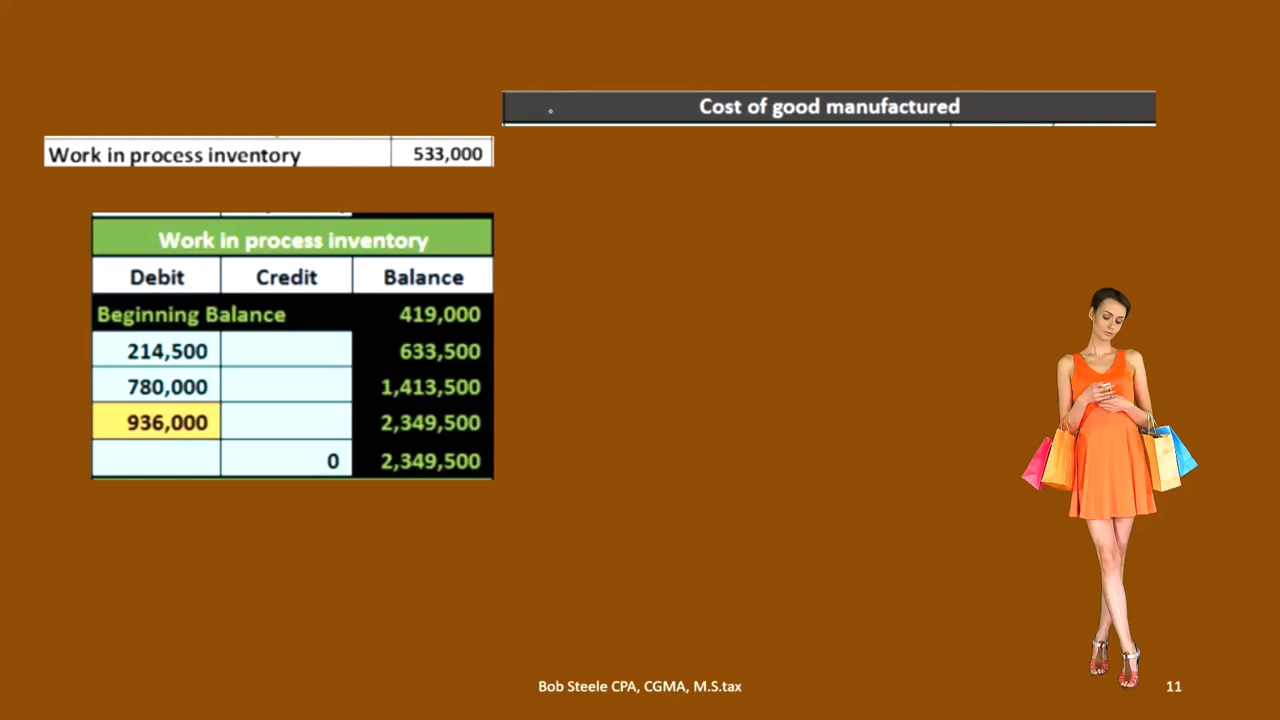 Cost of good manufactured
Work in process inventory 533,000
Work in process inventory
Debit Credit Balance
Beginning Balance 419,000
214,500 633,500
780,000 1,413,500
936,000 2,349,500
0 2,349,500
Bob Steele CPA, CGMA, M.S.tax 11